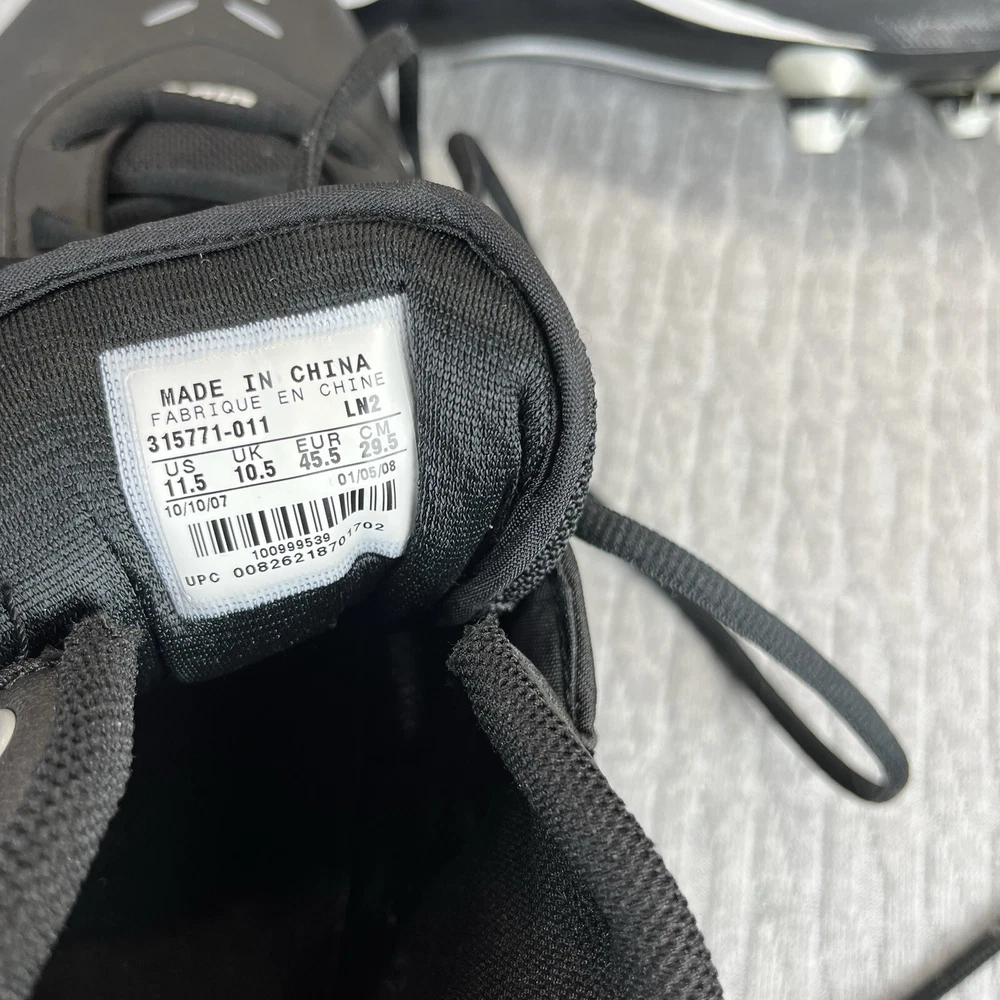 MADE IN CHINA
FABRIQUE EN CHINE
315771-011 LN2
US UK EUR CM
11.5 10.5 45.5 29.5
10/10/07 01/05/08
100999539
UPC 00826218701702